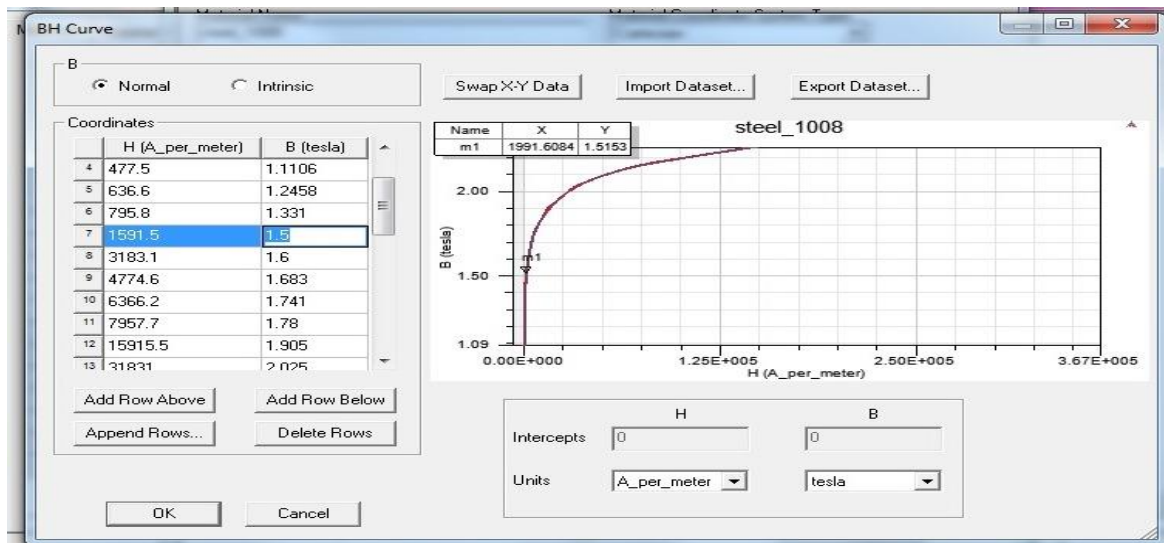 BH Curve
B
Normal
Intrinsic
Swap X-Y Data
Import Dataset...
Export Dataset...
Coordinates
H (A_per_meter) B (tesla)
4 477.5 1.1106
5 636.6 1.2458
6 795.8 1.331
7 1591.5 1.5
8 3183.1 1.6
9 4774.6 1.683
10 6366.2 1.741
11 7957.7 1.78
12 15915.5 1.905
13 31831 2.025
Add Row Above
Add Row Below
Append Rows...
Delete Rows
OK
Cancel
Name X Y
m1 1991.6084 1.5153
steel_1008
2.00
B (tesla)
m1
1.50
1.09
0.00E+000 1.25E+005 2.50E+005 3.67E+005
H (A_per_meter)
H B
Intercepts 0 0
Units A_per_meter tesla